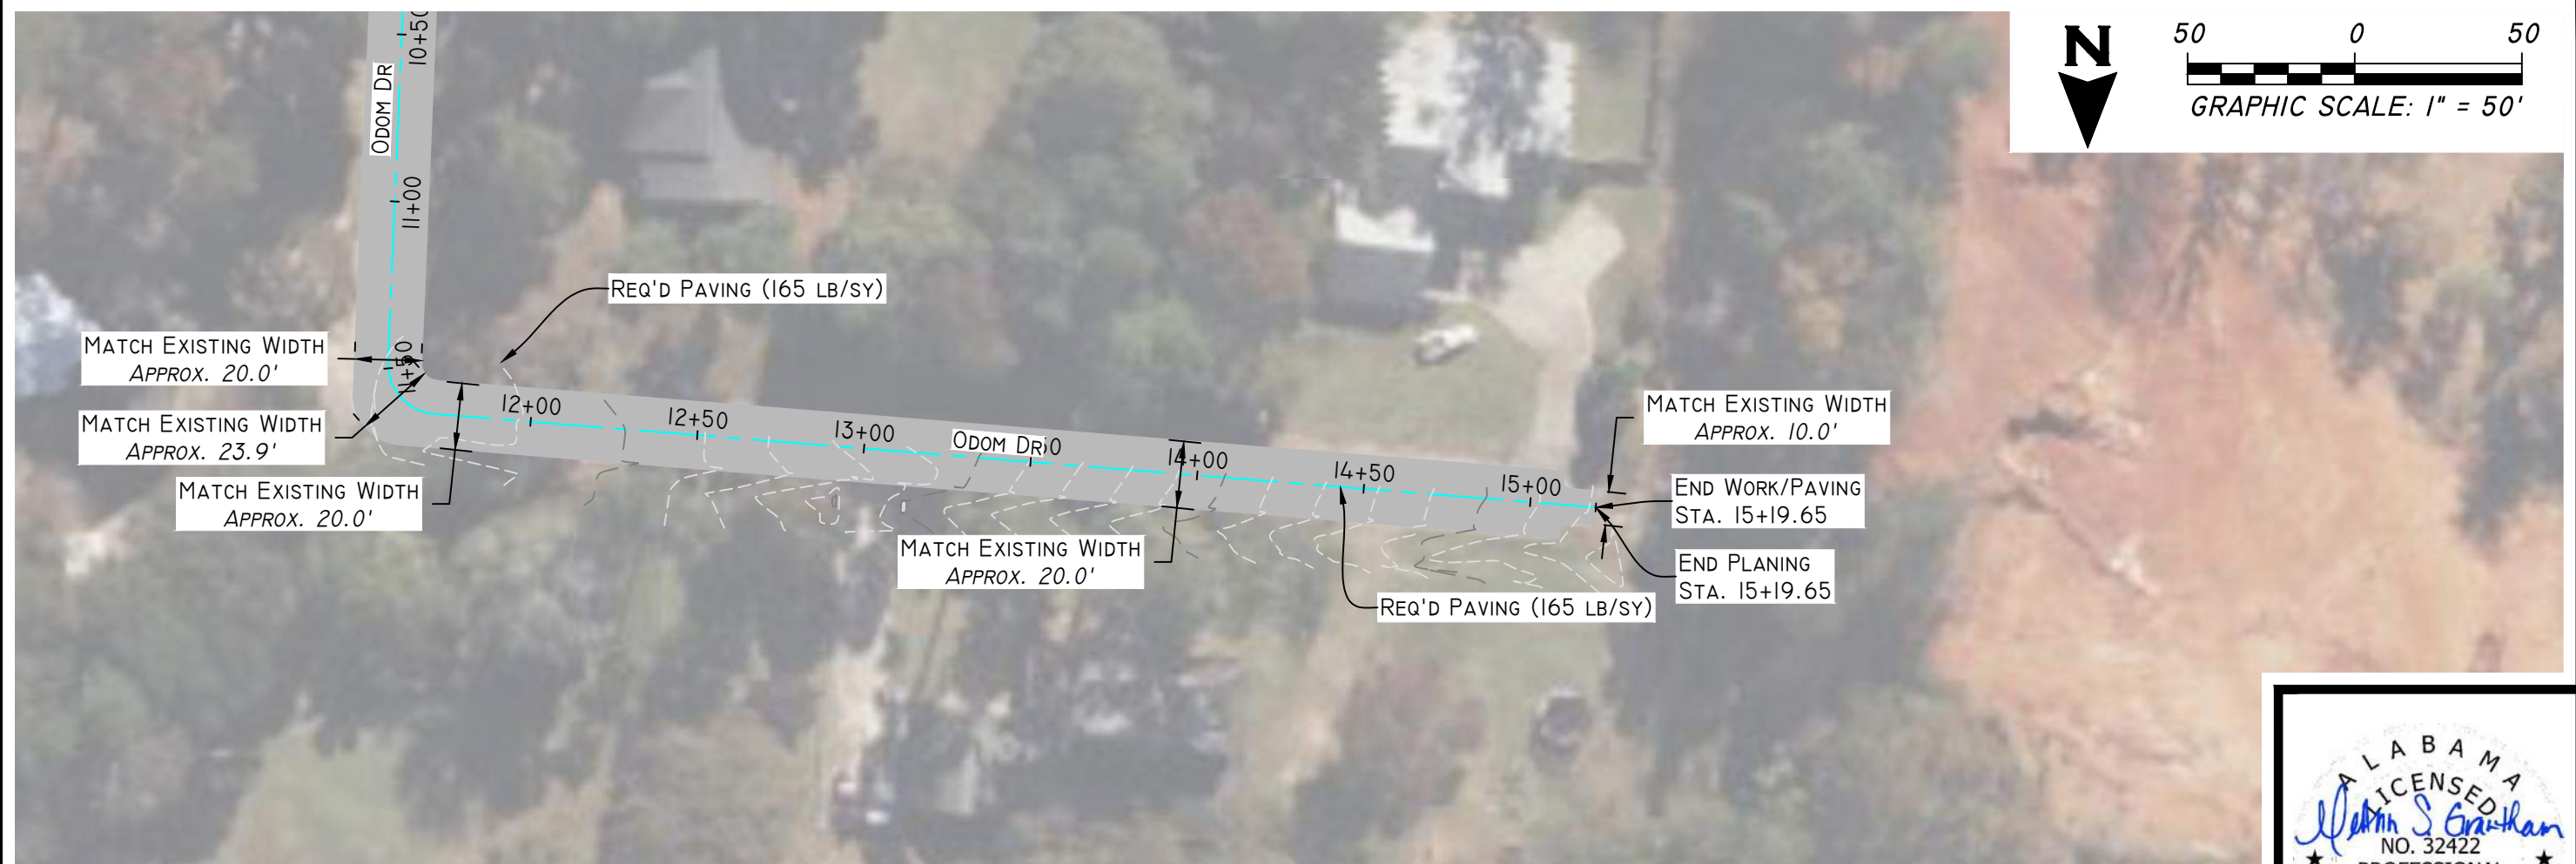 10+50
ODOM DR
11+00
N
50 0 50
GRAPHIC SCALE: 1" = 50'
REQ'D PAVING (165 LB/SY)
MATCH EXISTING WIDTH
APPROX. 20.0'
11+50
MATCH EXISTING WIDTH
APPROX. 23.9'
MATCH EXISTING WIDTH
APPROX. 20.0'
12+00
12+50
13+00
ODOM DR
14+00
14+50
15+00
MATCH EXISTING WIDTH
APPROX. 20.0'
REQ'D PAVING (165 LB/SY)
MATCH EXISTING WIDTH
APPROX. 10.0'
END WORK/PAVING
STA. 15+19.65
END PLANING
STA. 15+19.65
ALABAMA
LICENSED
DeAnn S Grantham
NO. 32422